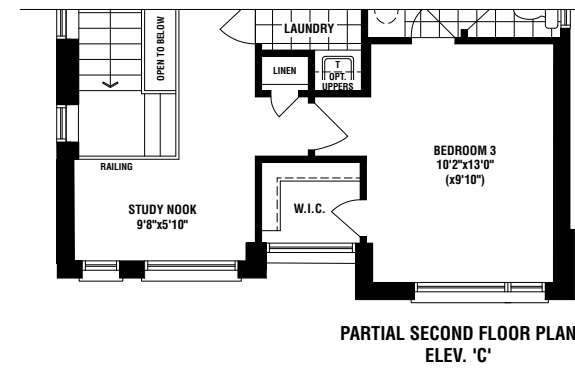 OPEN TO BELOW
LAUNDRY
LINEN
T
OPT.
UPPERS
RAILING
BEDROOM 3
10'2"x13'0"
(x9'10")
STUDY NOOK
9'8"x5'10"
W.I.C.
PARTIAL SECOND FLOOR PLAN
ELEV. 'C'